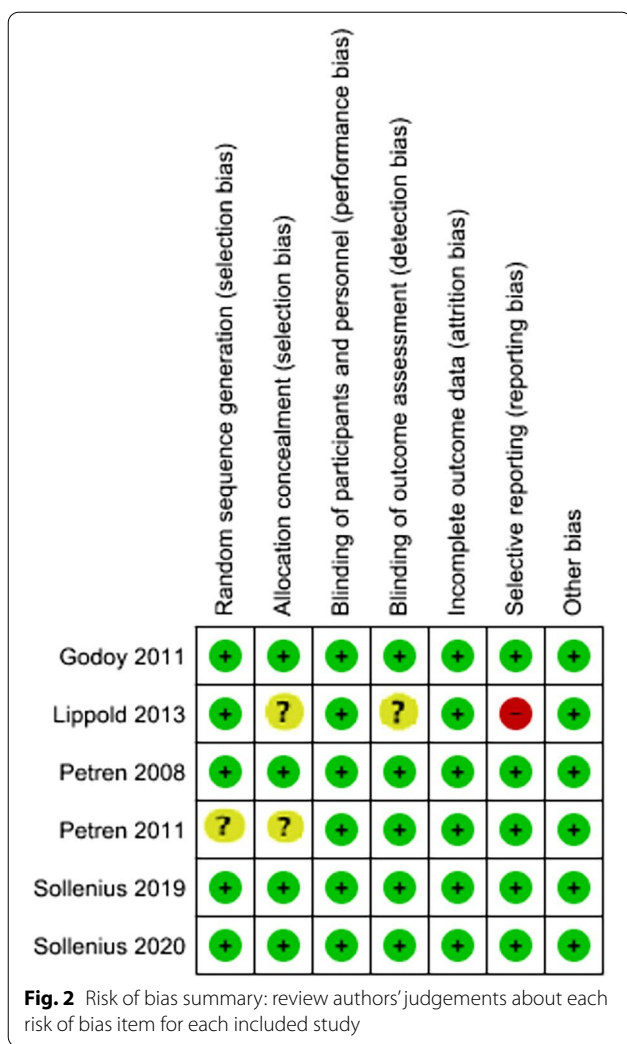 Random sequence generation (selection bias)
Allocation concealment (selection bias)
Blinding of participants and personnel (performance bias)
Blinding of outcome assessment (detection bias)
Incomplete outcome data (attrition bias)
Selective reporting (reporting bias)
Other bias
Godoy 2011 + + + + + + +
Lippold 2013 + ? + ? + - +
Petren 2008 + + + + + + +
Petren 2011 ? ? + + + + +
Sollenius 2019 + + + + + + +
Sollenius 2020 + + + + + + +
Fig. 2 Risk of bias summary: review authors' judgements about each
risk of bias item for each included study